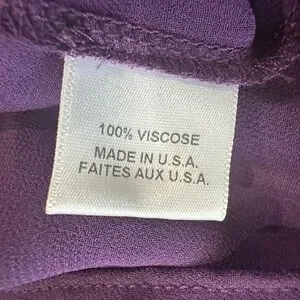 100% VISCOSE
MADE IN U.S.A.
FAITES AUX U.S.A.